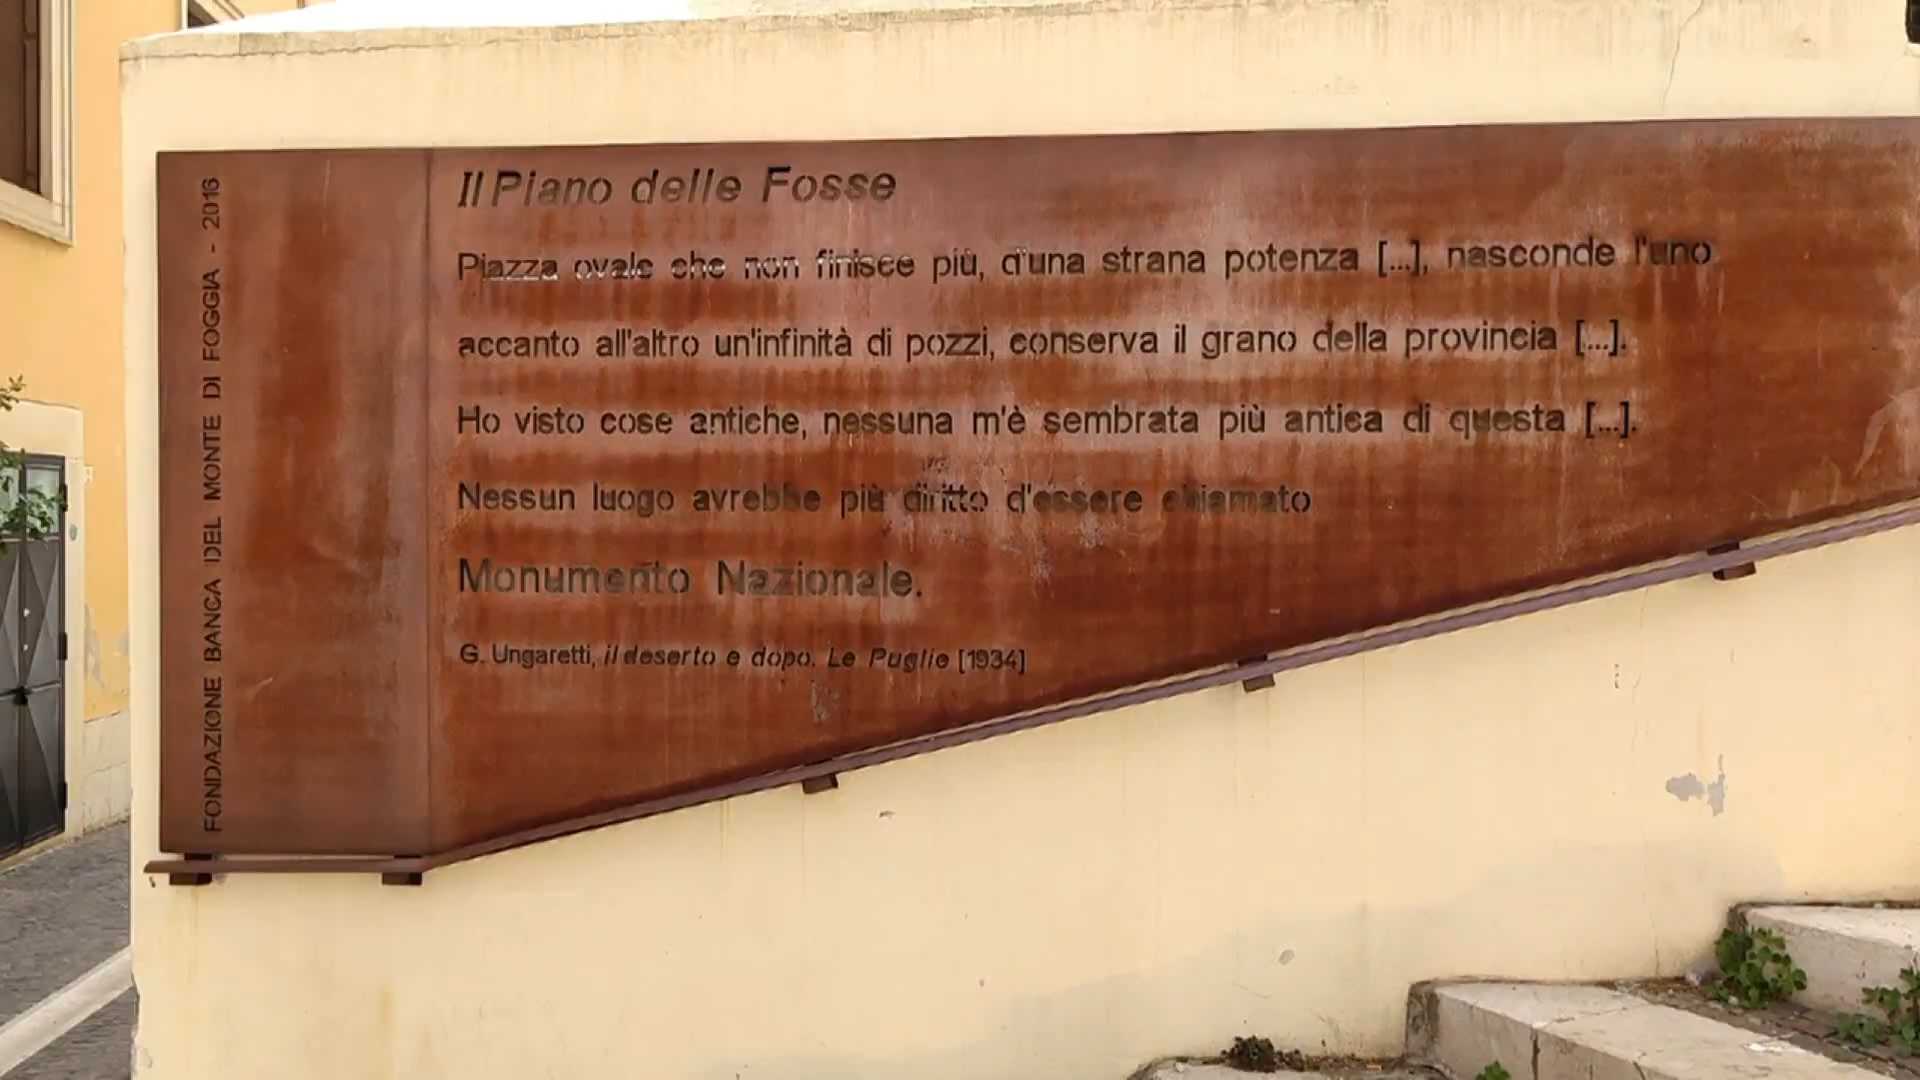 FONDAZIONE BANCA DEL MONTE DI FOGGIA - 2016
Il Piano delle Fosse
Piazza ovale che non finisce più, d'una strana potenza [...], nasconde l'uno
accanto all'altro un'infinità di pozzi, conserva il grano della provincia [...].
Ho visto cose antiche, nessuna m'è sembrata più antica di questa [...].
Nessun luogo avrebbe più diritto d'essere chiamato
Monumento Nazionale.
G. Ungaretti, il deserto e dopo. Le Puglie [1934]